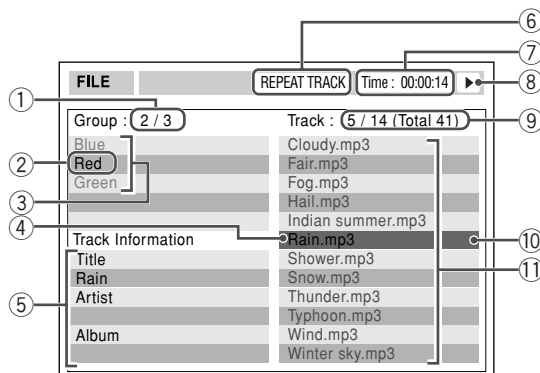 ⑥
⑦
FILE REPEAT TRACK Time : 00:00:14 ⑧
①
Group : 2 / 3 Track : 5 / 14 (Total 41) ⑨
Blue Cloudy.mp3
② Red Fair.mp3
Green Fog.mp3
③ Hail.mp3
④ Indian summer.mp3
Track Information Rain.mp3 ⑩
Title Shower.mp3 ⑪
Rain Snow.mp3
⑤ Artist Thunder.mp3
Typhoon.mp3
Album Wind.mp3
Winter sky.mp3